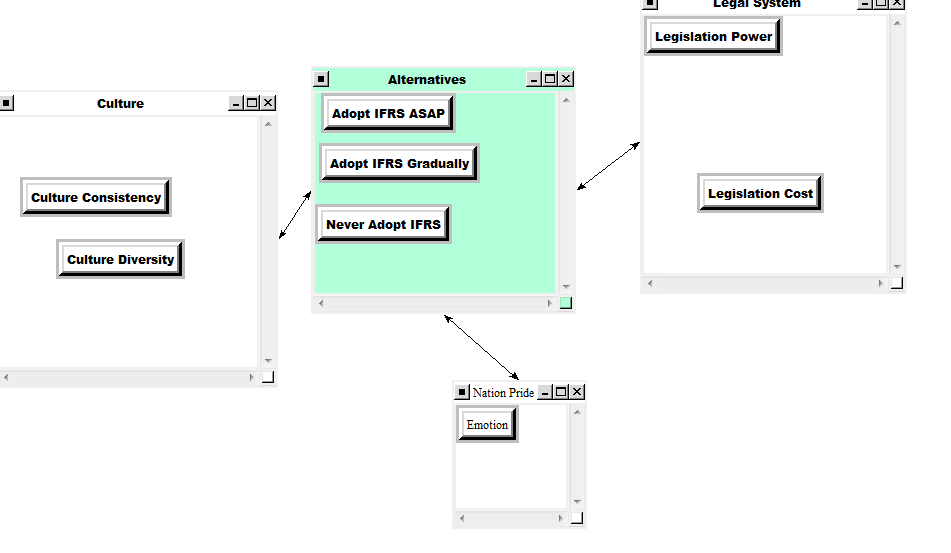 Legal System
Legislation Power
Alternatives
Adopt IFRS ASAP
Culture
Adopt IFRS Gradually
Culture Consistency
Legislation Cost
Never Adopt IFRS
Culture Diversity
Nation Pride
Emotion